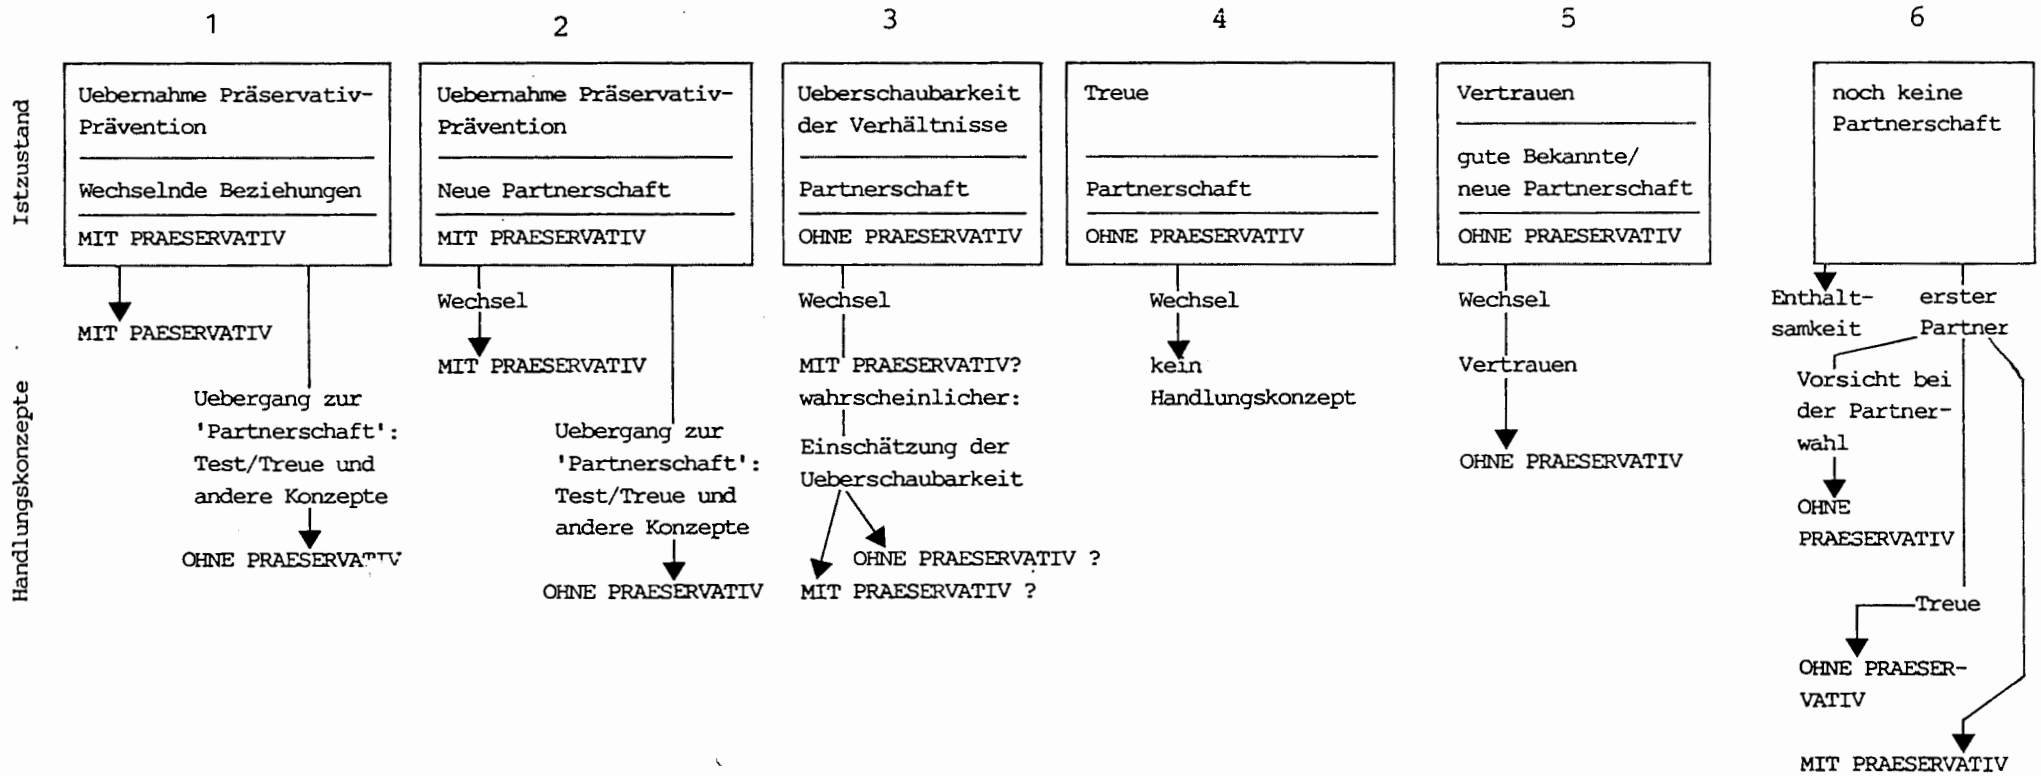 1
2
3
4
5
6
Istzustand
Uebernahme Präservativ-
Prävention
Wechselnde Beziehungen
MIT PRAESERVATIV
Uebernahme Präservativ-
Prävention
Neue Partnerschaft
MIT PRAESERVATIV
Ueberschaubarkeit
der Verhältnisse
Partnerschaft
OHNE PRAESERVATIV
Treue
Partnerschaft
OHNE PRAESERVATIV
Vertrauen
gute Bekannte/
neue Partnerschaft
OHNE PRAESERVATIV
noch keine
Partnerschaft
Handlungskonzepte
MIT PAESERVATIV
Uebergang zur
'Partnerschaft':
Test/Treue und
andere Konzepte
OHNE PRAESERVATIV
Wechsel
MIT PRAESERVATIV
Uebergang zur
'Partnerschaft':
Test/Treue und
andere Konzepte
OHNE PRAESERVATIV
Wechsel
MIT PRAESERVATIV?
wahrscheinlicher:
Einschätzung der
Ueberschaubarkeit
OHNE PRAESERVATIV ?
MIT PRAESERVATIV ?
Wechsel
kein
Handlungskonzept
Wechsel
Vertrauen
OHNE PRAESERVATIV
Enthalt-
samkeit
erster
Partner
Vorsicht bei
der Partner-
wahl
OHNE
PRAESERVATIV
Treue
OHNE PRAESER-
VATIV
MIT PRAESERVATIV